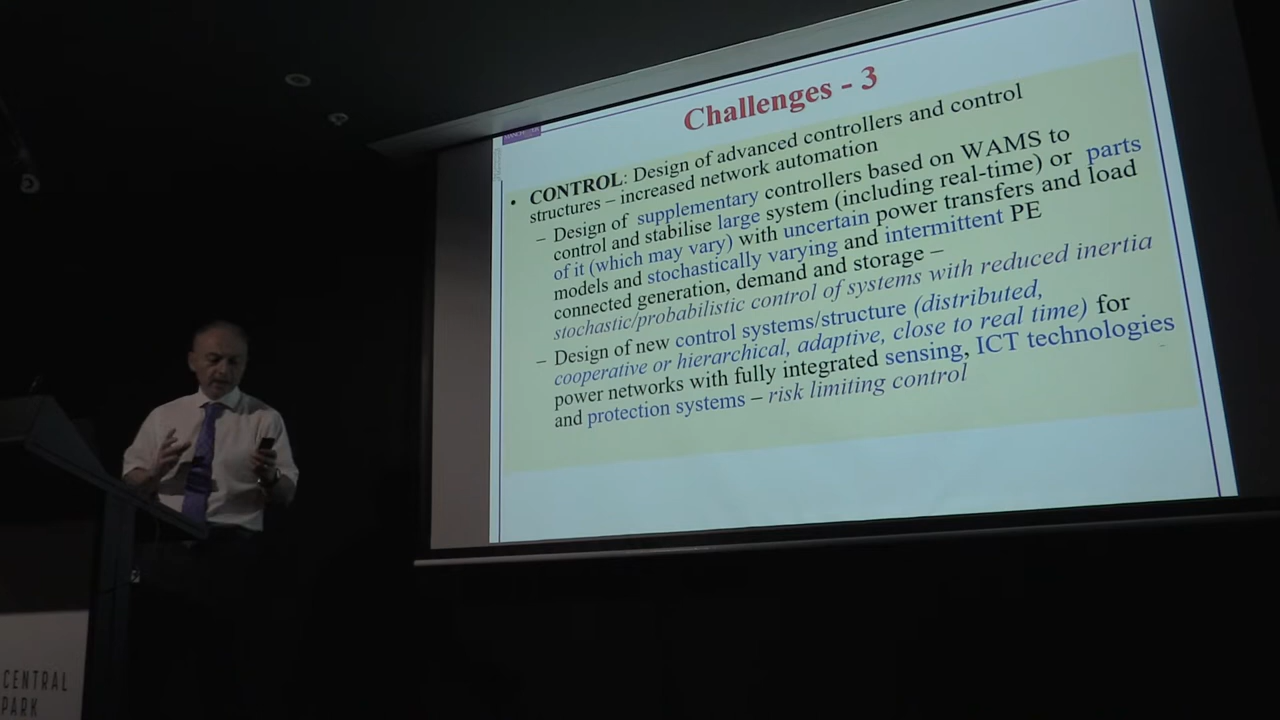 Challenges - 3
• CONTROL: Design of advanced controllers and control
structures – increased network automation
– Design of supplementary controllers based on WAMS to
control and stabilise large system (including real-time) or parts
of it (which may vary) with uncertain power transfers and load
models and stochastically varying and intermittent PE
connected generation, demand and storage –
stochastic/probabilistic control of systems with reduced inertia
– Design of new control systems/structure (distributed,
cooperative or hierarchical, adaptive, close to real time) for
power networks with fully integrated sensing, ICT technologies
and protection systems – risk limiting control
CENTRAL
PARK